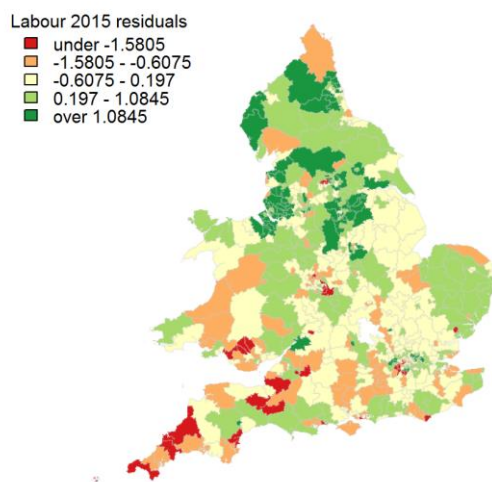 Labour 2015 residuals
under -1.5805
-1.5805 - -0.6075
-0.6075 - 0.197
0.197 - 1.0845
over 1.0845